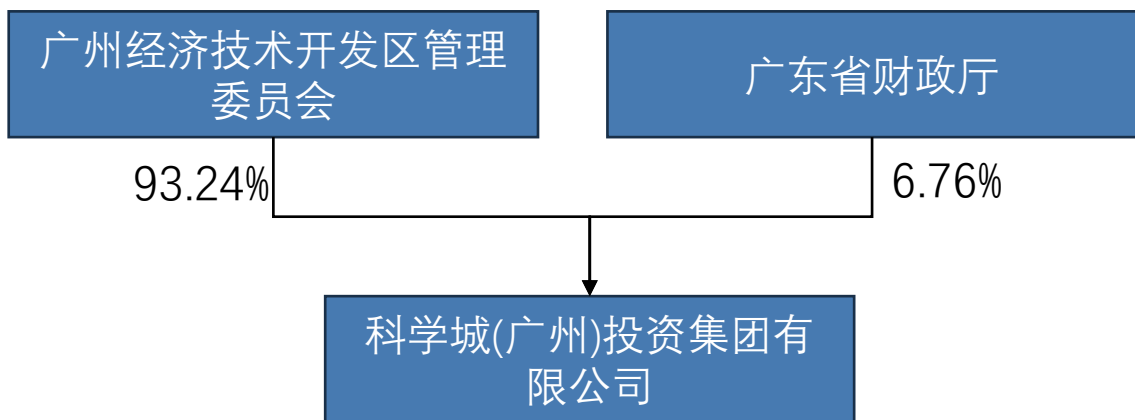 广州经济技术开发区管理
委员会
广东省财政厅
93.24%
6.76%
科学城(广州)投资集团有
限公司